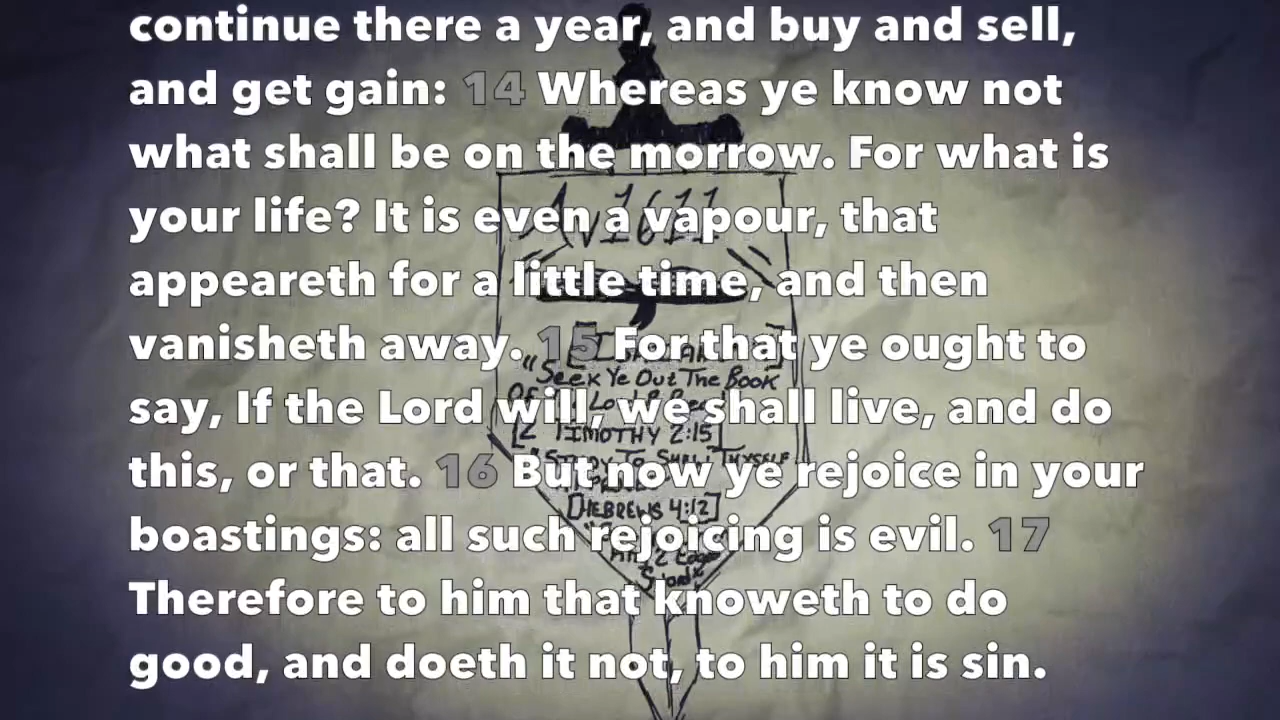 continue there a year, and buy and sell,
and get gain: 14 Whereas ye know not
what shall be on the morrow. For what is
your life? It is even a vapour, that
appeareth for a little time, and then
vanisheth away. 15 For that ye ought to
say, If the Lord will, we shall live, and do
this, or that. 16 But now ye rejoice in your
boastings: all such rejoicing is evil. 17
Therefore to him that knoweth to do
good, and doeth it not, to him it is sin.
AV1611
"Seek Ye Out The Book
Of
[2 TIMOTHY 2:15]
"STUDY To Shew THYSELF
[HEBREWS 4:12]
2 Edged
Sword